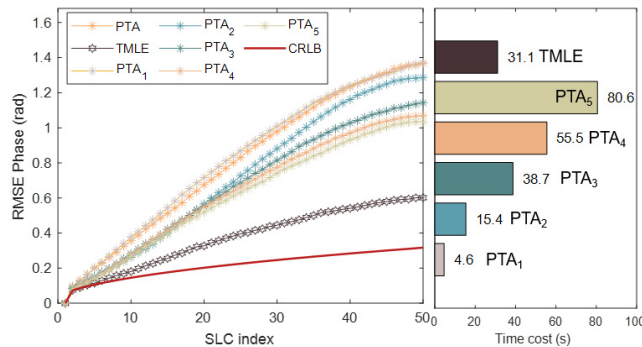 1.6
1.4
1.2
1
0.8
0.6
0.4
0.2
0
RMSE Phase (rad)
PTA
TMLE
PTA1
PTA2
PTA3
PTA4
PTA5
CRLB
0 10 20 30 40 50
SLC index
31.1 TMLE
PTA5 80.6
55.5 PTA4
38.7 PTA3
15.4 PTA2
4.6 PTA1
0 20 40 60 80 100
Time cost (s)